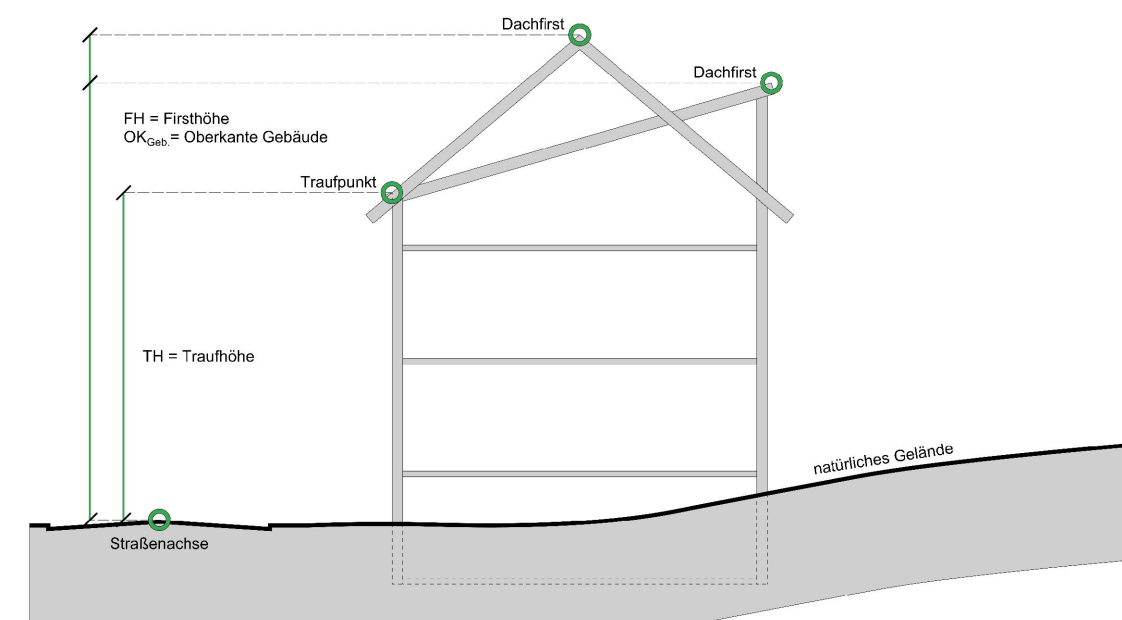 Dachfirst
Dachfirst
FH = Firsthöhe
OKGeb.= Oberkante Gebäude
Traufpunkt
TH = Traufhöhe
natürliches Gelände
Straßenachse